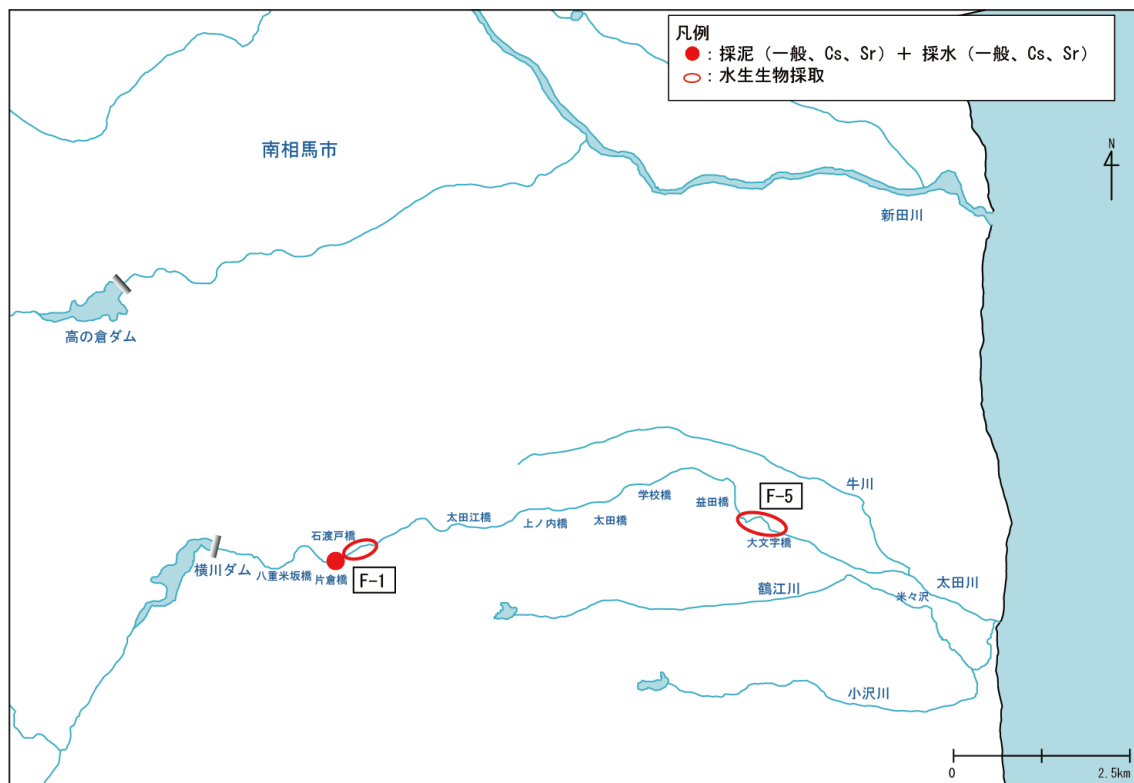 凡例
：採泥（一般、Cs、Sr）＋ 採水（一般、Cs、Sr）
：水生生物採取
南相馬市
N
新田川
高の倉ダム
牛川
学校橋
益田橋
F-5
太田江橋
上ノ内橋
太田橋
大文字橋
石渡戸橋
横川ダム
八重米坂橋
片倉橋
F-1
鶴江川
米々沢
太田川
小沢川
0
2.5km